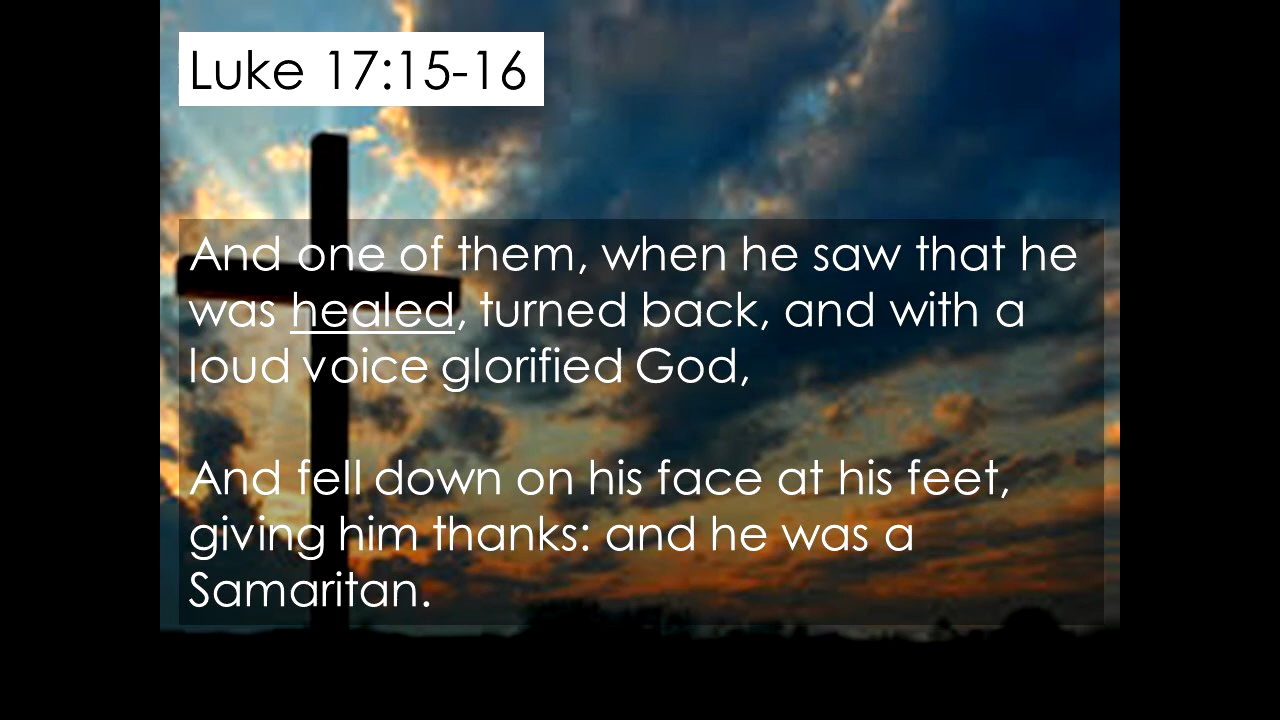 Luke 17:15-16
And one of them, when he saw that he
was healed, turned back, and with a
loud voice glorified God,
And fell down on his face at his feet,
giving him thanks: and he was a
Samaritan.